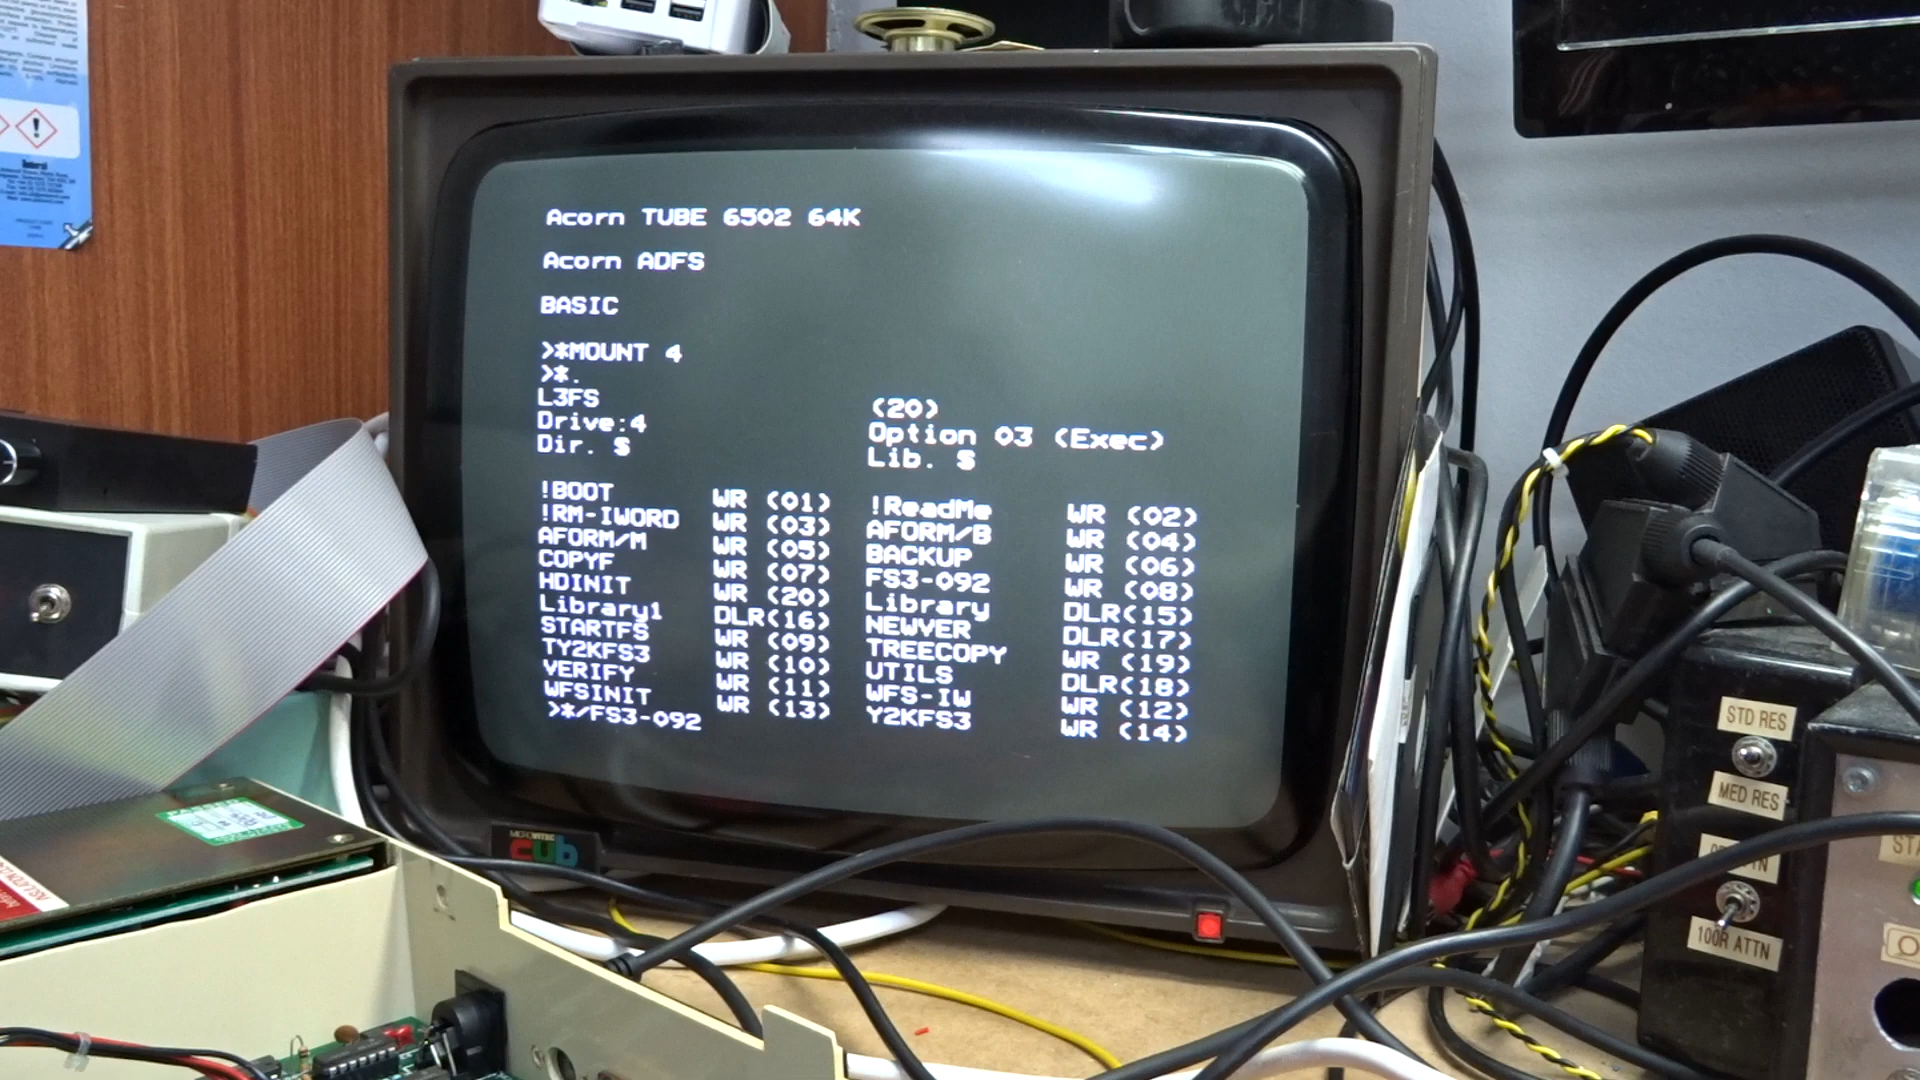 Acorn TUBE 6502 64K
Acorn ADFS
BASIC
>*MOUNT 4
>*.
L3FS (20)
Drive:4 Option 03 (Exec)
Dir. $ Lib. $
!BOOT WR (01) !ReadMe WR (02)
!RM-IWORD WR (03) AFORM/B WR (04)
AFORM/M WR (05) BACKUP WR (06)
COPYF WR (07) FS3-092 WR (08)
HDINIT WR (20) Library DLR(15)
Library1 DLR(16) NEWVER DLR(17)
STARTFS WR (09) TREECOPY WR (19)
TY2KFS3 WR (10) UTILS DLR(18)
VERIFY WR (11) WFS-IW WR (12)
WFSINIT WR (13) Y2KFS3 WR (14)
>*/FS3-092
MICROVITEC
cub
STD RES
MED RES
100R ATTN